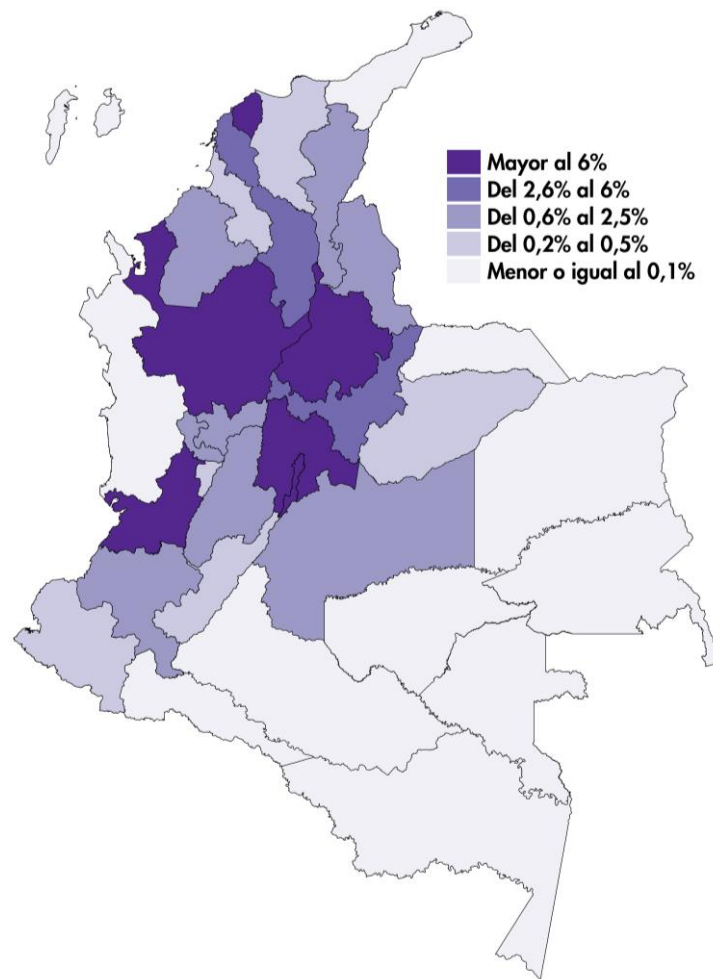 Mayor al 6%
Del 2,6% al 6%
Del 0,6% al 2,5%
Del 0,2% al 0,5%
Menor o igual al 0,1%